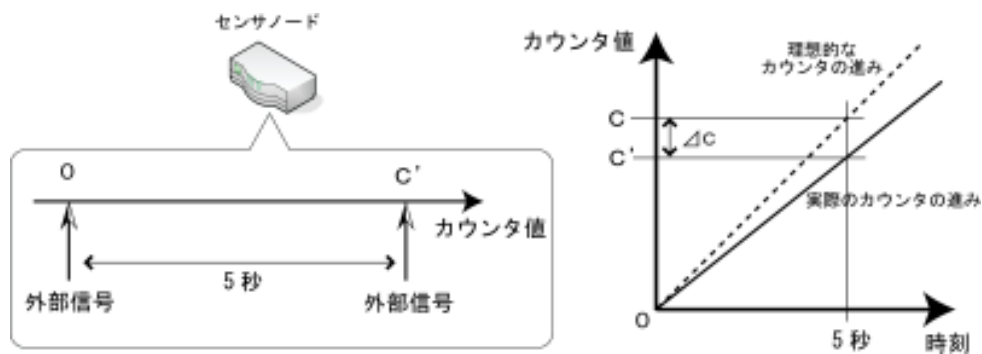 センサノード
0
C'
カウンタ値
5秒
外部信号
外部信号
カウンタ値
理想的な
カウンタの進み
C
⊿C
C'
実際のカウンタの進み
0
5秒
時刻